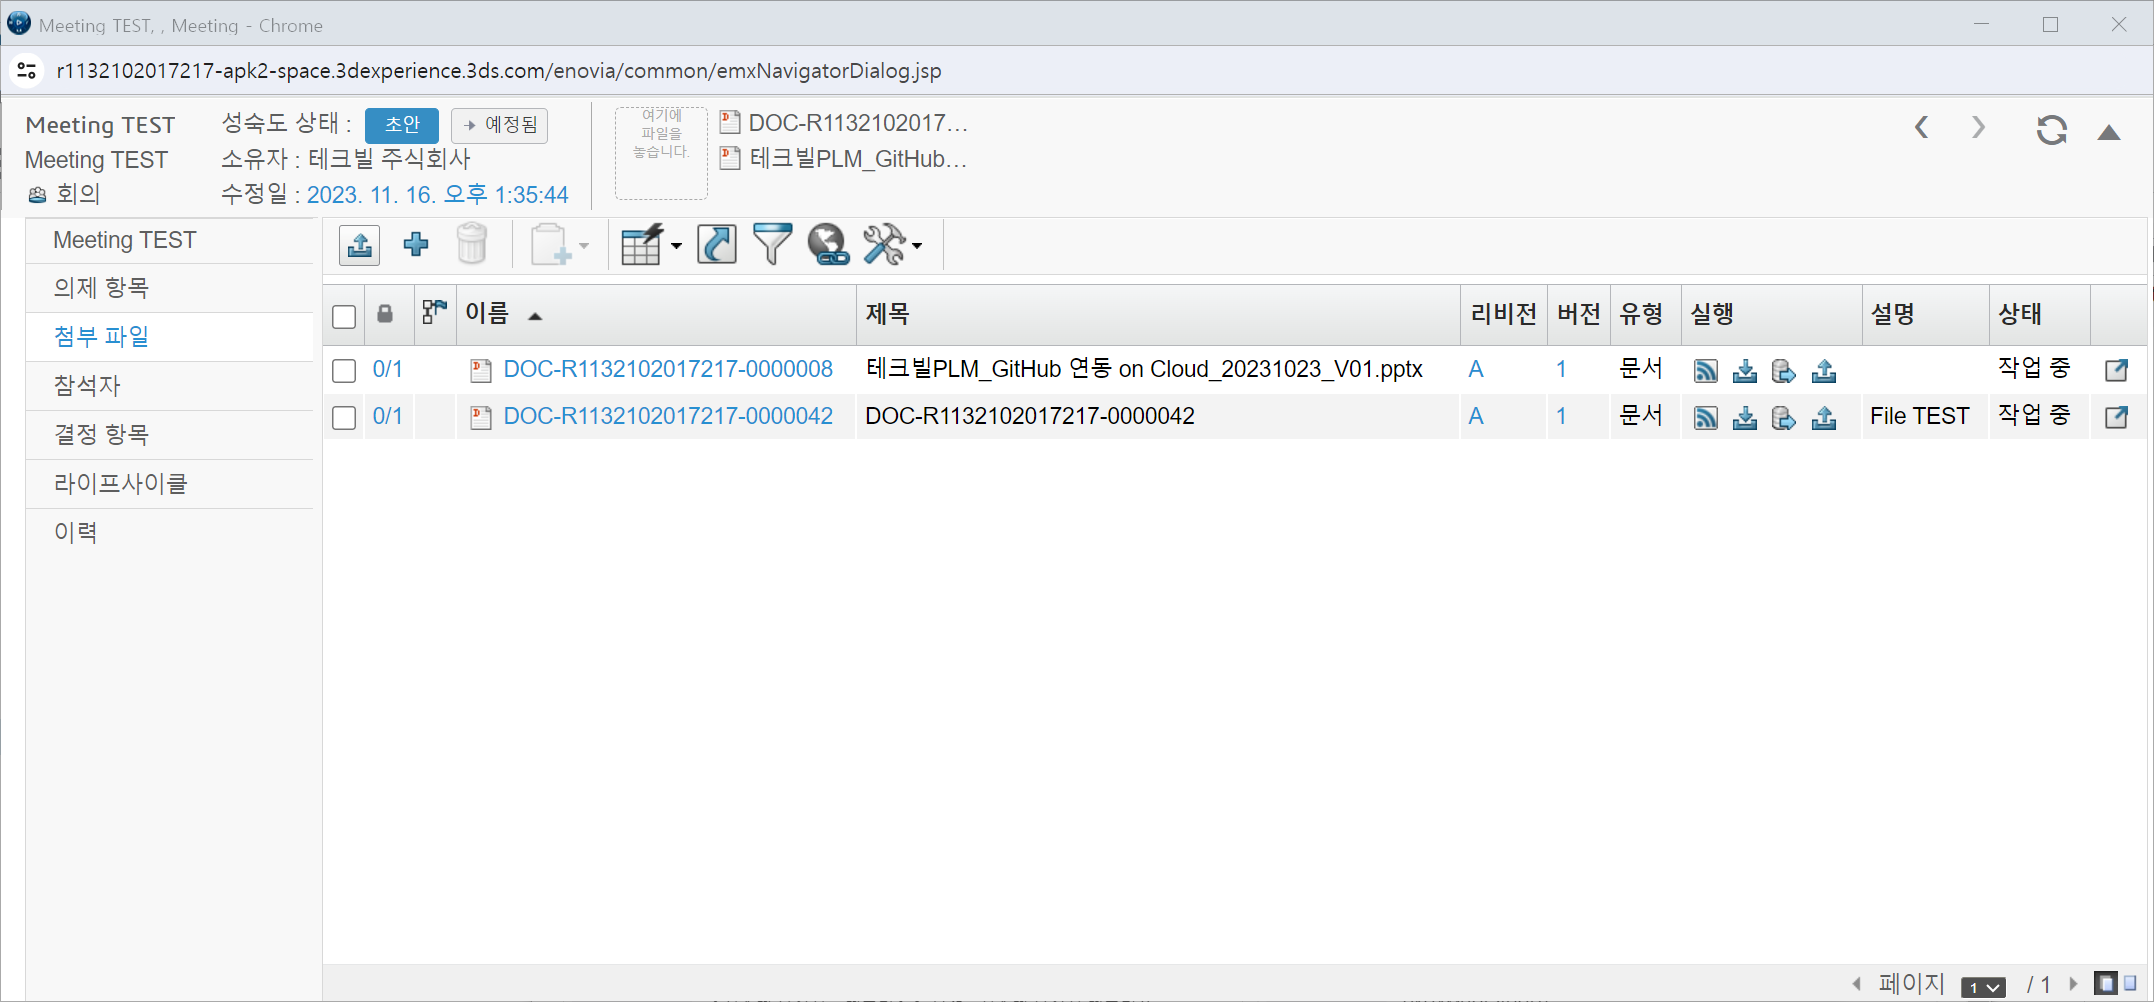 Meeting TEST, , Meeting - Chrome
r1132102017217-apk2-space.3dexperience.3ds.com/enovia/common/emxNavigatorDialog.jsp
Meeting TEST
Meeting TEST
회의
성숙도 상태 : 초안 예정됨
소유자 : 테크빌 주식회사
수정일 : 2023. 11. 16. 오후 1:35:44
여기에
파일을
놓습니다.
DOC-R1132102017...
테크빌PLM_GitHub...
Meeting TEST
의제 항목
첨부 파일
참석자
결정 항목
라이프사이클
이력
이름 제목 리비전 버전 유형 실행 설명 상태
0/1 DOC-R1132102017217-0000008 테크빌PLM_GitHub 연동 on Cloud_20231023_V01.pptx A 1 문서 작업 중
0/1 DOC-R1132102017217-0000042 DOC-R1132102017217-0000042 A 1 문서 File TEST 작업 중
페이지 1 / 1